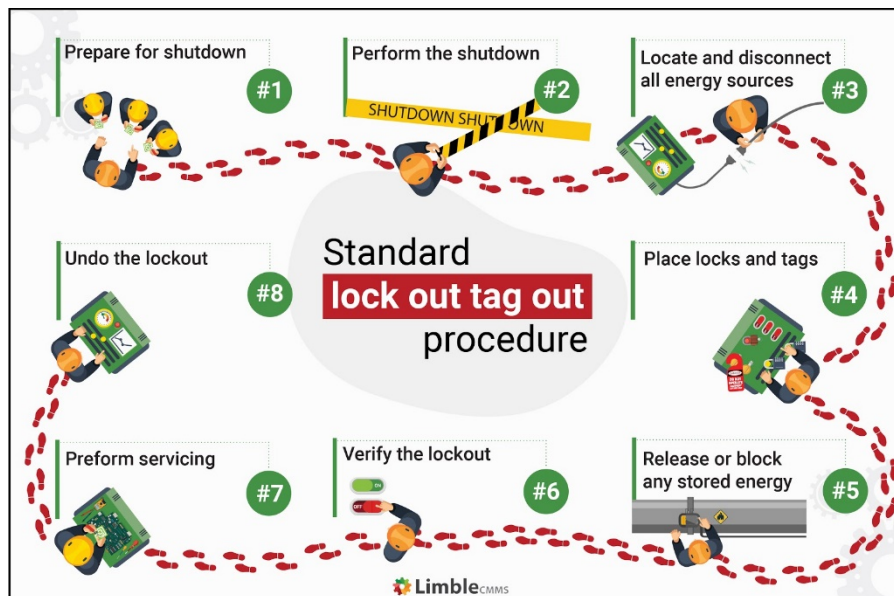 Prepare for shutdown
#1
Perform the shutdown
#2
SHUTDOWN SHUTDOWN
Locate and disconnect
all energy sources
#3
Place locks and tags
#4
Release or block
any stored energy
#5
Verify the lockout
#6
OFF
Preform servicing
#7
Undo the lockout
#8
Standard
lock out tag out
procedure
Limble CMMS